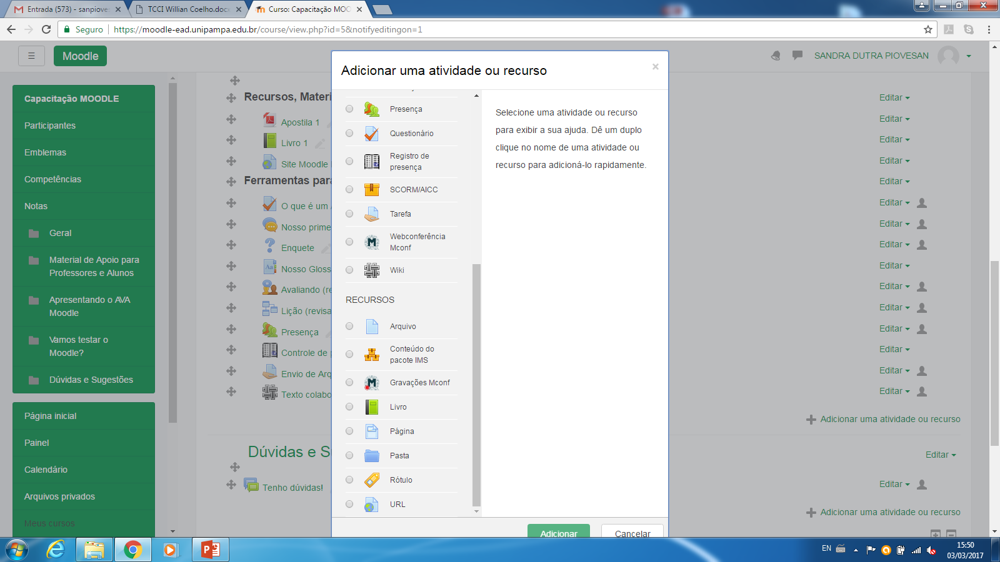 Entrada (573) - sanpioves
TCCI Willian Coelho.docx
Curso: Capacitação MOO
Seguro
https://moodle-ead.unipampa.edu.br/course/view.php?id=5&notifyeditingon=1
Moodle
SANDRA DUTRA PIOVESAN
Capacitação MOODLE
Participantes
Emblemas
Competências
Notas
Geral
Material de Apoio para
Professores e Alunos
Apresentando o AVA
Moodle
Vamos testar o
Moodle?
Dúvidas e Sugestões
Página inicial
Painel
Calendário
Arquivos privados
Meus cursos
Recursos, Materi
Editar
Apostila 1
Editar
Livro 1
Editar
Site Moodle
Editar
Ferramentas para
Editar
O que é um
Editar
Nosso prime
Editar
Enquete
Editar
Nosso Gloss
Editar
Avaliando (re
Editar
Lição (revisa
Editar
Presença
Editar
Controle de p
Editar
Envio de Arq
Editar
Texto colabo
Editar
Adicionar uma atividade ou recurso
Dúvidas e S
Editar
Tenho dúvidas!
Editar
Adicionar uma atividade ou recurso
Adicionar uma atividade ou recurso
×
Presença
Questionário
Registro de
presença
SCORM/AICC
Tarefa
Webconferência
Mconf
Wiki
RECURSOS
Arquivo
Conteúdo do
pacote IMS
Gravações Mconf
Livro
Página
Pasta
Rótulo
URL
Selecione uma atividade ou recurso
para exibir a sua ajuda. Dê um duplo
clique no nome de uma atividade ou
recurso para adicioná-lo rapidamente.
Adicionar
Cancelar
EN
15:50
03/03/2017